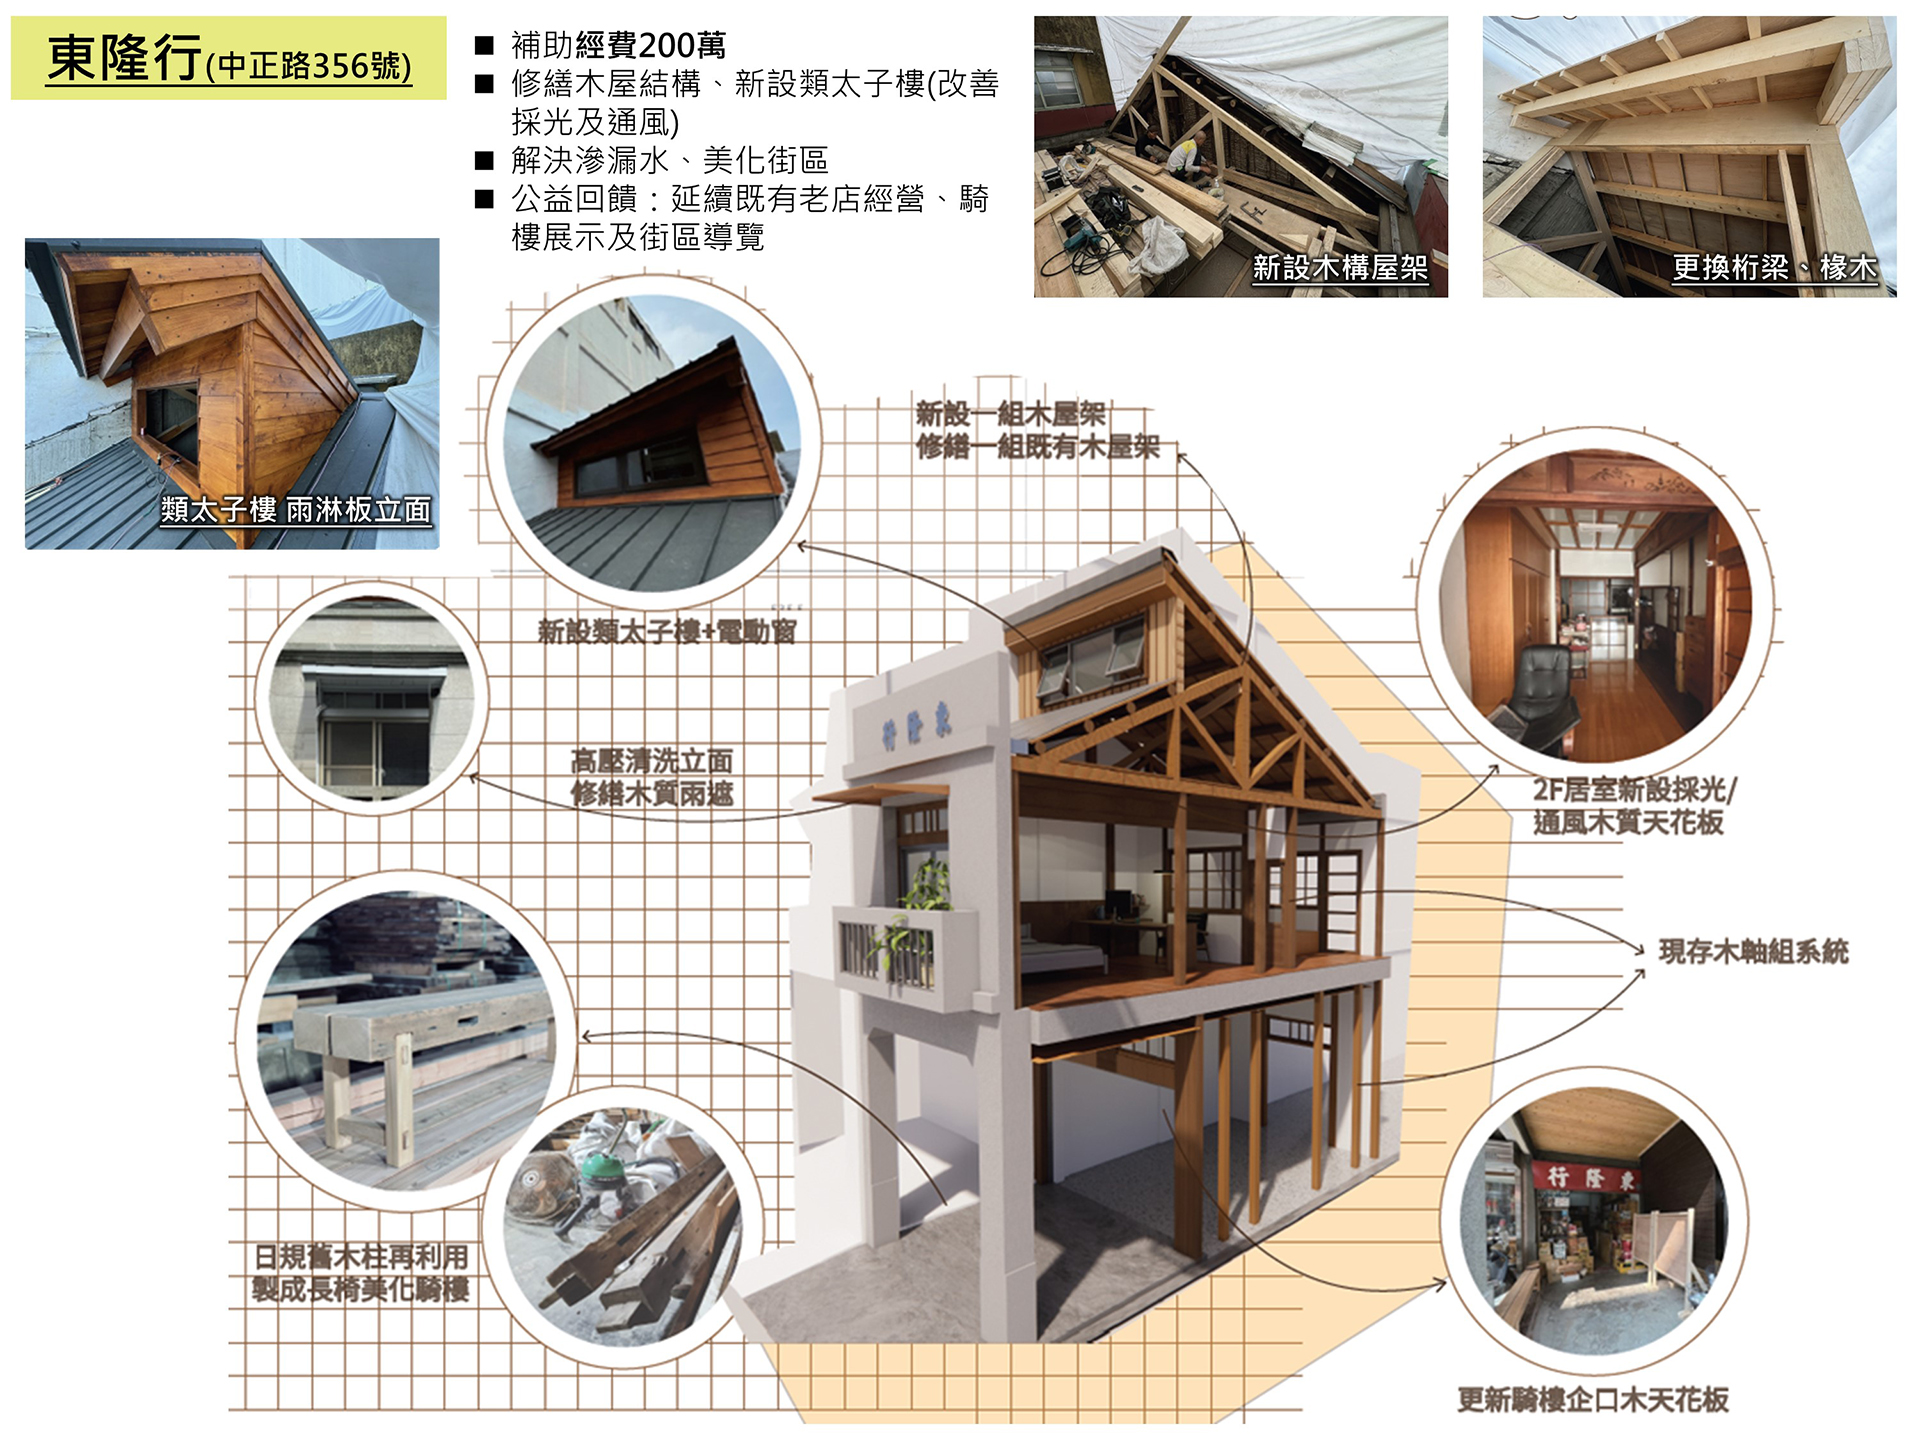 東隆行(中正路356號)
■ 補助經費200萬
■ 修繕木屋結構、新設類太子樓(改善
採光及通風)
■ 解決滲漏水、美化街區
■ 公益回饋：延續既有老店經營、騎
樓展示及街區導覽
新設木構屋架
更換桁梁、椽木
類太子樓 雨淋板立面
新設一組木屋架
修繕一組既有木屋架
新設類太子樓+電動窗
高壓清洗立面
修繕木質雨遮
行隆東
2F居室新設採光/
通風木質天花板
現存木軸組系統
日規舊木柱再利用
製成長椅美化騎樓
行隆東
更新騎樓企口木天花板